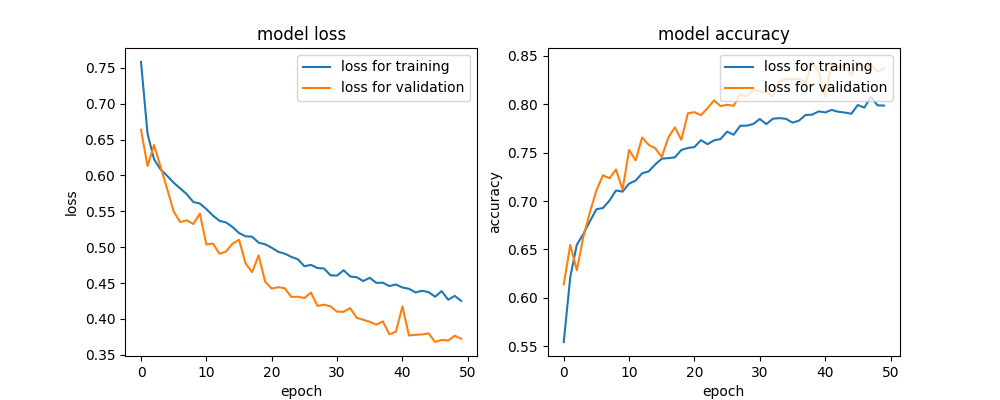 model loss
loss for training
loss for validation
0.75
0.70
0.65
0.60
0.55
0.50
0.45
0.40
0.35
loss
0 10 20 30 40 50
epoch
model accuracy
loss for training
loss for validation
0.85
0.80
0.75
0.70
0.65
0.60
0.55
accuracy
0 10 20 30 40 50
epoch